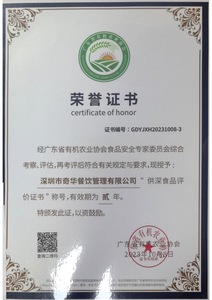 荣誉证书
certificate of honor
证书编号：GDYJXH20231008-3
经广东省有机农业协会食品安全专家委员会综合
考察、评估，再考评后符合有关规定与要求，现授予：
深圳市奇华餐饮管理有限公司 “供深食品评
价证书”称号，有效期为 贰 年。
特颁发此证，以资鼓励。
广东省有机农业协会
2023年10月8日
查询二维码